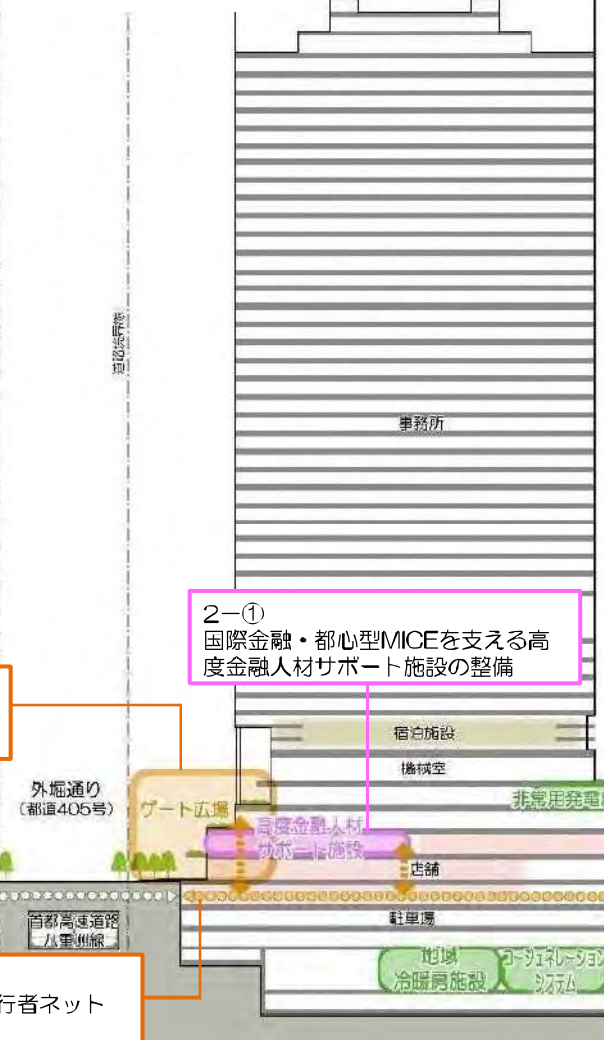 道路境界線
事務所
2-①
国際金融・都心型MICEを支える高
度金融人材サポート施設の整備
宿泊施設
機械室
外堀通り
(都道405号)
ゲート広場
非常用発電
高度金融人材
サポート施設
店舗
首都高速道路
八重洲線
駐車場
地域
冷暖房施設
コージェネレーション
システム
行者ネット